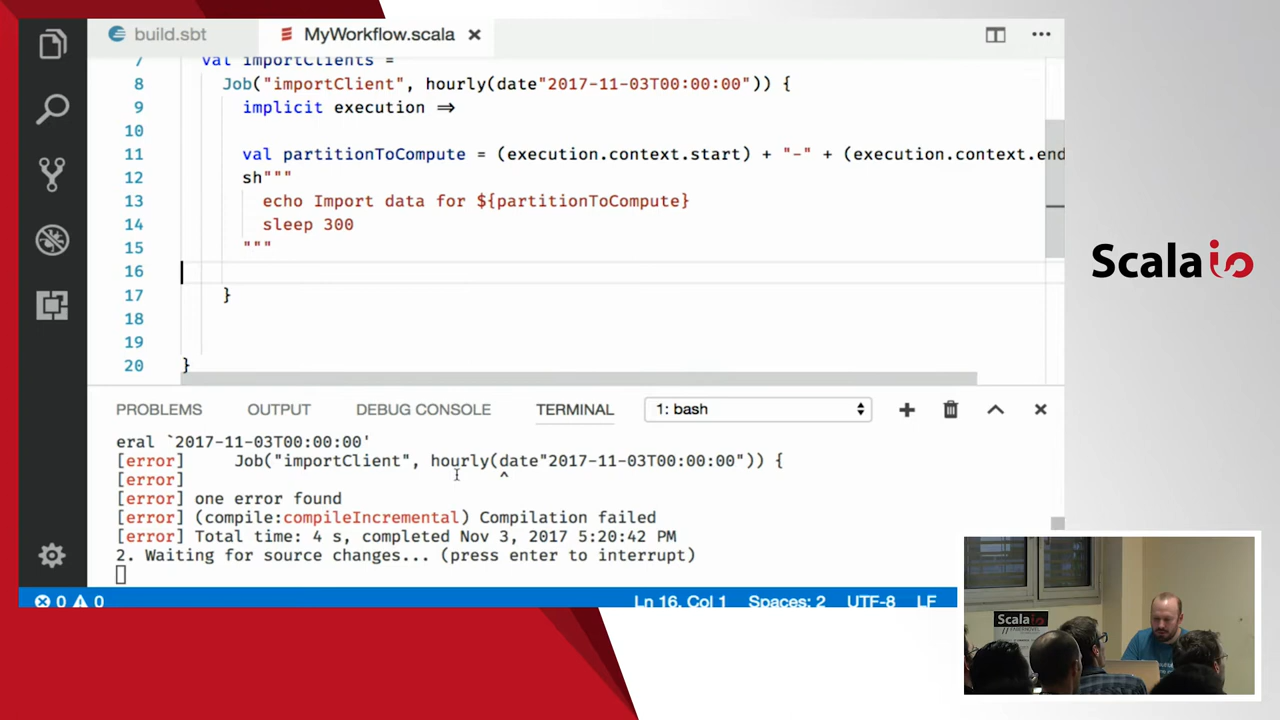 build.sbt
MyWorkflow.scala
7 val importClients =
8 Job("importClient", hourly(date"2017-11-03T00:00:00")) {
9 implicit execution ⇒
10
11 val partitionToCompute = (execution.context.start) + "-" + (execution.context.end
12 sh"""
13 echo Import data for ${partitionToCompute}
14 sleep 300
15 """
16
17 }
18
19
20 }
PROBLEMS OUTPUT DEBUG CONSOLE TERMINAL 1: bash
eral `2017-11-03T00:00:00'
[error] Job("importClient", hourly(date"2017-11-03T00:00:00")) {
[error] ^
[error] one error found
[error] (compile:compileIncremental) Compilation failed
[error] Total time: 4 s, completed Nov 3, 2017 5:20:42 PM
2. Waiting for source changes... (press enter to interrupt)
0 0 Ln 16, Col 1 Spaces: 2 UTF-8 LF
Scala io
Scala io